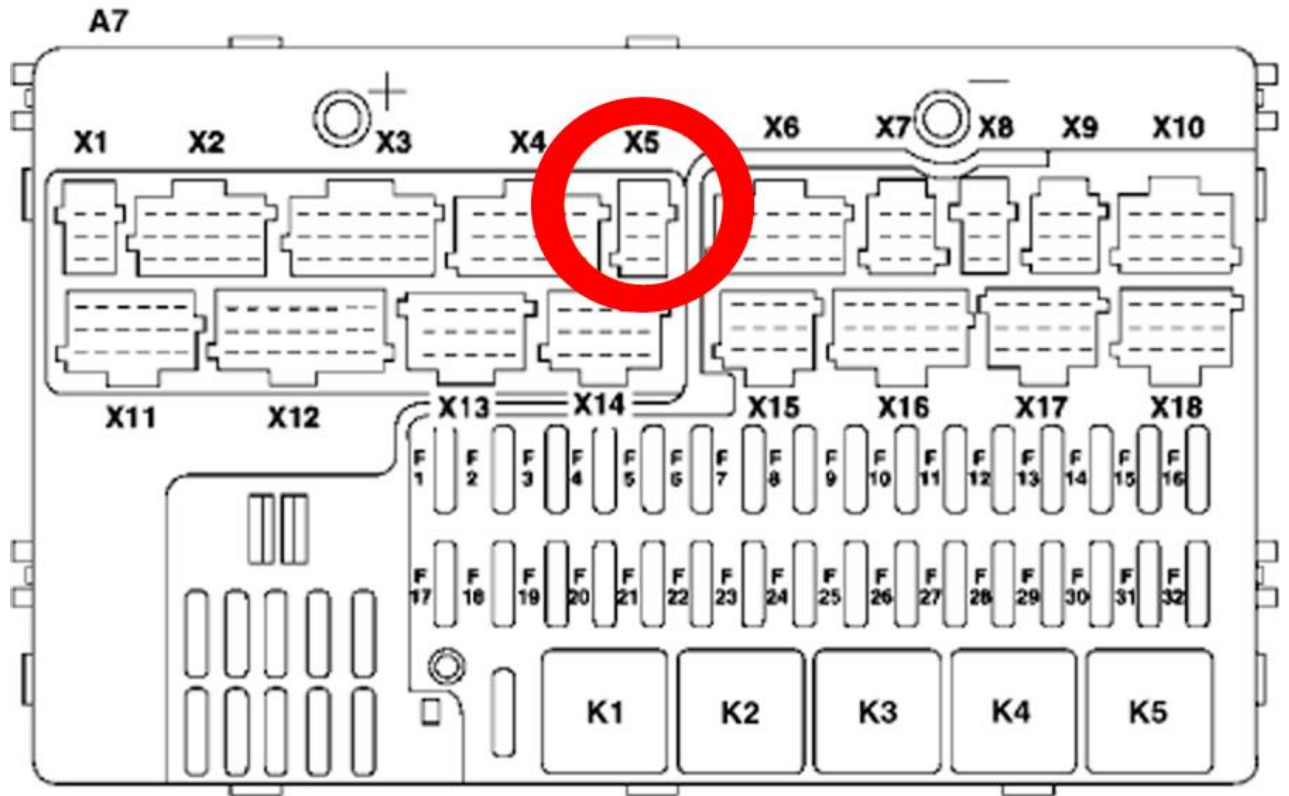 A7
+ −
X1 X2 X3 X4 X5 X6 X7 X8 X9 X10
X11 X12 X13 X14 X15 X16 X17 X18
F 1 F 2 F 3 F 4 F 5 F 6 F 7 F 8 F 9 F 10 F 11 F 12 F 13 F 14 F 15 F 16
F 17 F 18 F 19 F 20 F 21 F 22 F 23 F 24 F 25 F 26 F 27 F 28 F 29 F 30 F 31 F 32
K1 K2 K3 K4 K5